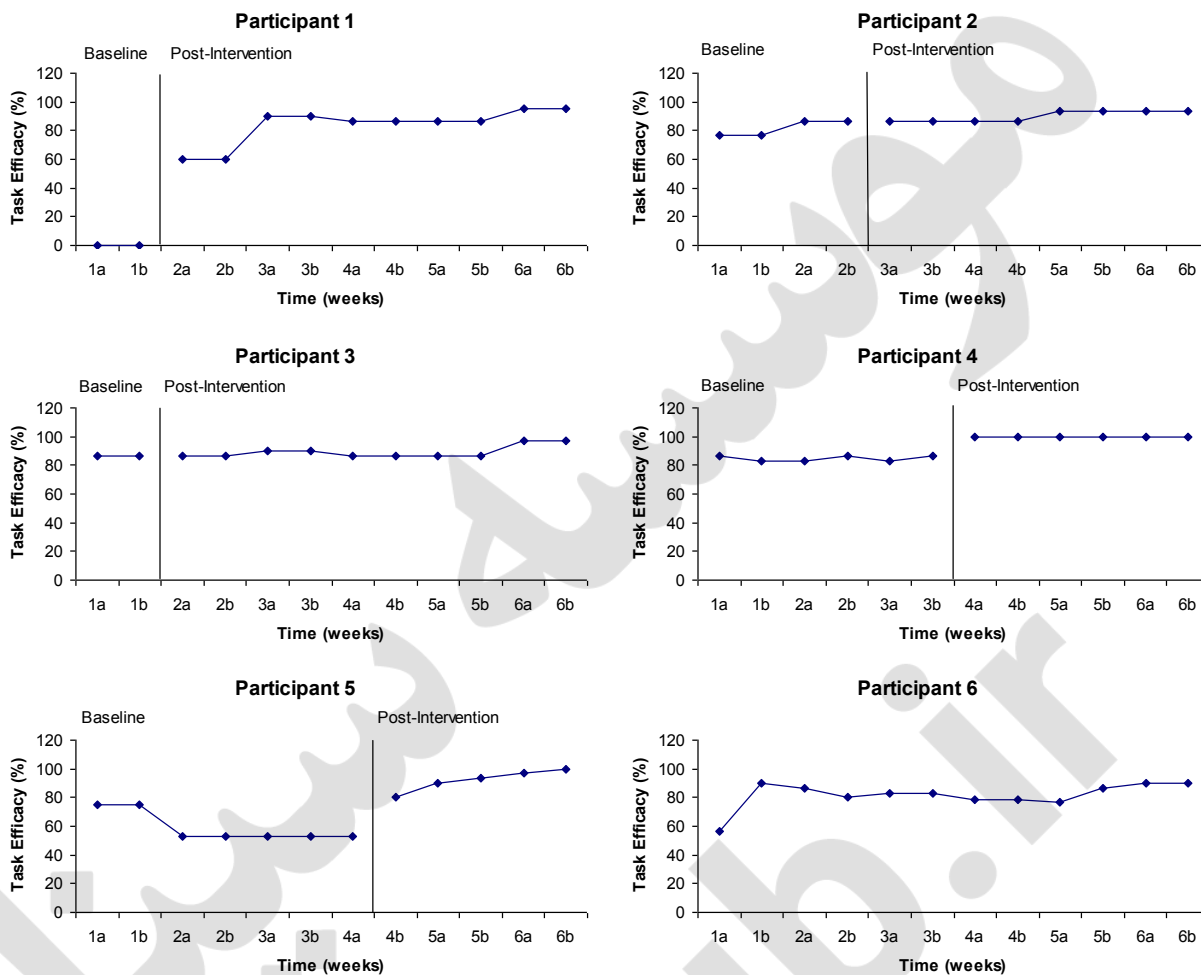 Participant 1
Baseline Post-Intervention
120
100
80
60
40
20
0
Task Efficacy (%)
1a 1b 2a 2b 3a 3b 4a 4b 5a 5b 6a 6b
Time (weeks)
Participant 2
Baseline Post-Intervention
120
100
80
60
40
20
0
Task Efficacy (%)
1a 1b 2a 2b 3a 3b 4a 4b 5a 5b 6a 6b
Time (weeks)
Participant 3
Baseline Post-Intervention
120
100
80
60
40
20
0
Task Efficacy (%)
1a 1b 2a 2b 3a 3b 4a 4b 5a 5b 6a 6b
Time (weeks)
Participant 4
Baseline Post-Intervention
120
100
80
60
40
20
0
Task Efficacy (%)
1a 1b 2a 2b 3a 3b 4a 4b 5a 5b 6a 6b
Time (weeks)
Participant 5
Baseline Post-Intervention
120
100
80
60
40
20
0
Task Efficacy (%)
1a 1b 2a 2b 3a 3b 4a 4b 5a 5b 6a 6b
Time (weeks)
Participant 6
120
100
80
60
40
20
0
Task Efficacy (%)
1a 1b 2a 2b 3a 3b 4a 4b 5a 5b 6a 6b
Time (weeks)